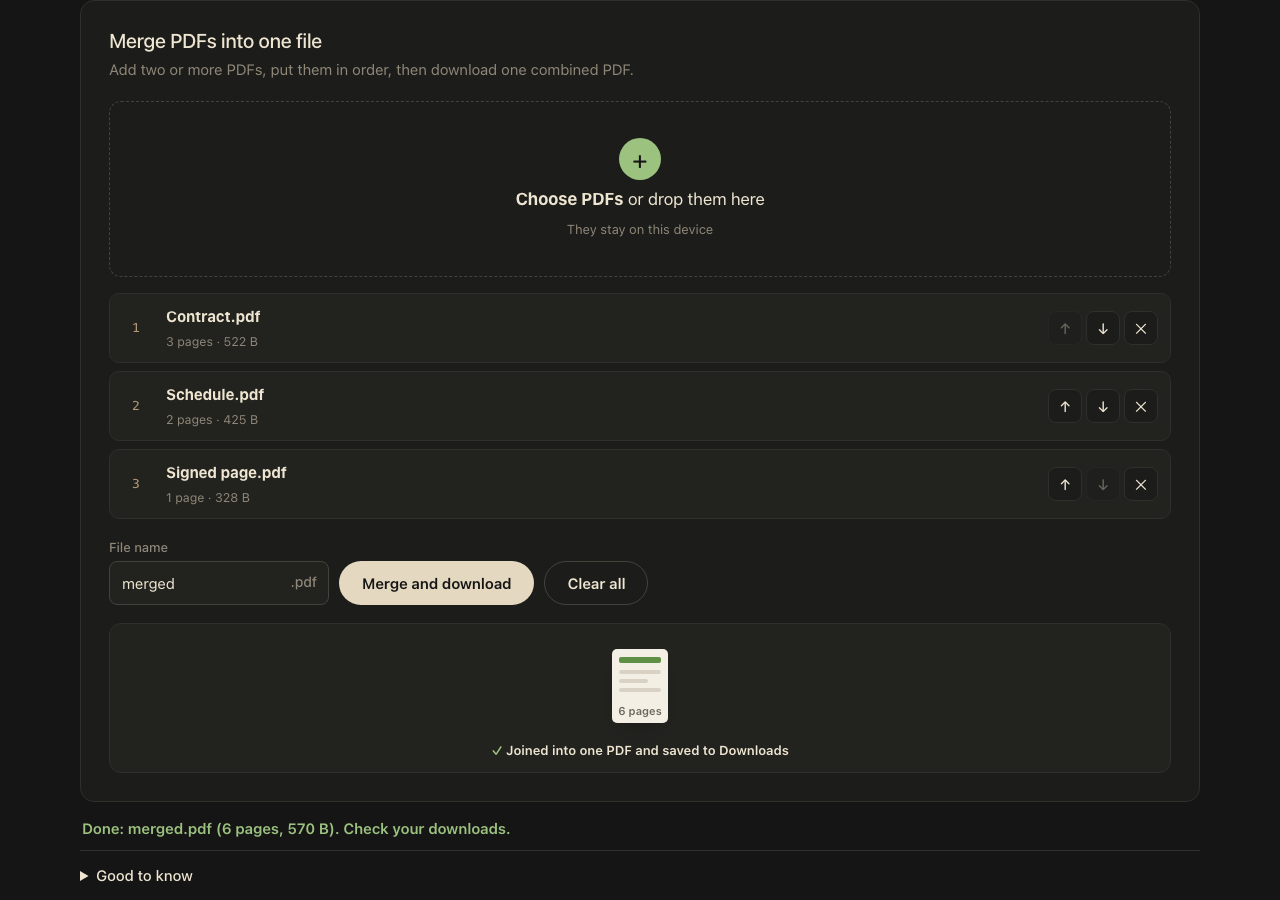 Merge PDFs into one file
Add two or more PDFs, put them in order, then download one combined PDF.
+
Choose PDFs or drop them here
They stay on this device
1
Contract.pdf
3 pages · 522 B
↑ ↓ ×
2
Schedule.pdf
2 pages · 425 B
↑ ↓ ×
3
Signed page.pdf
1 page · 328 B
↑ ↓ ×
File name
merged .pdf
Merge and download
Clear all
6 pages
✓ Joined into one PDF and saved to Downloads
Done: merged.pdf (6 pages, 570 B). Check your downloads.
▶ Good to know